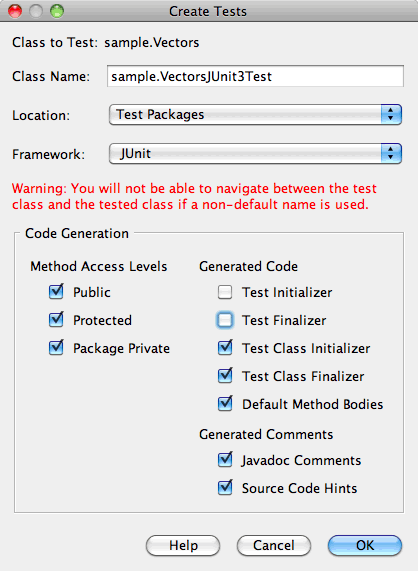 Create Tests
Class to Test: sample.Vectors
Class Name: sample.VectorsJUnit3Test
Location: Test Packages
Framework: JUnit
Warning: You will not be able to navigate between the test
class and the tested class if a non-default name is used.
Code Generation
Method Access Levels
Public
Protected
Package Private
Generated Code
Test Initializer
Test Finalizer
Test Class Initializer
Test Class Finalizer
Default Method Bodies
Generated Comments
Javadoc Comments
Source Code Hints
Help Cancel OK